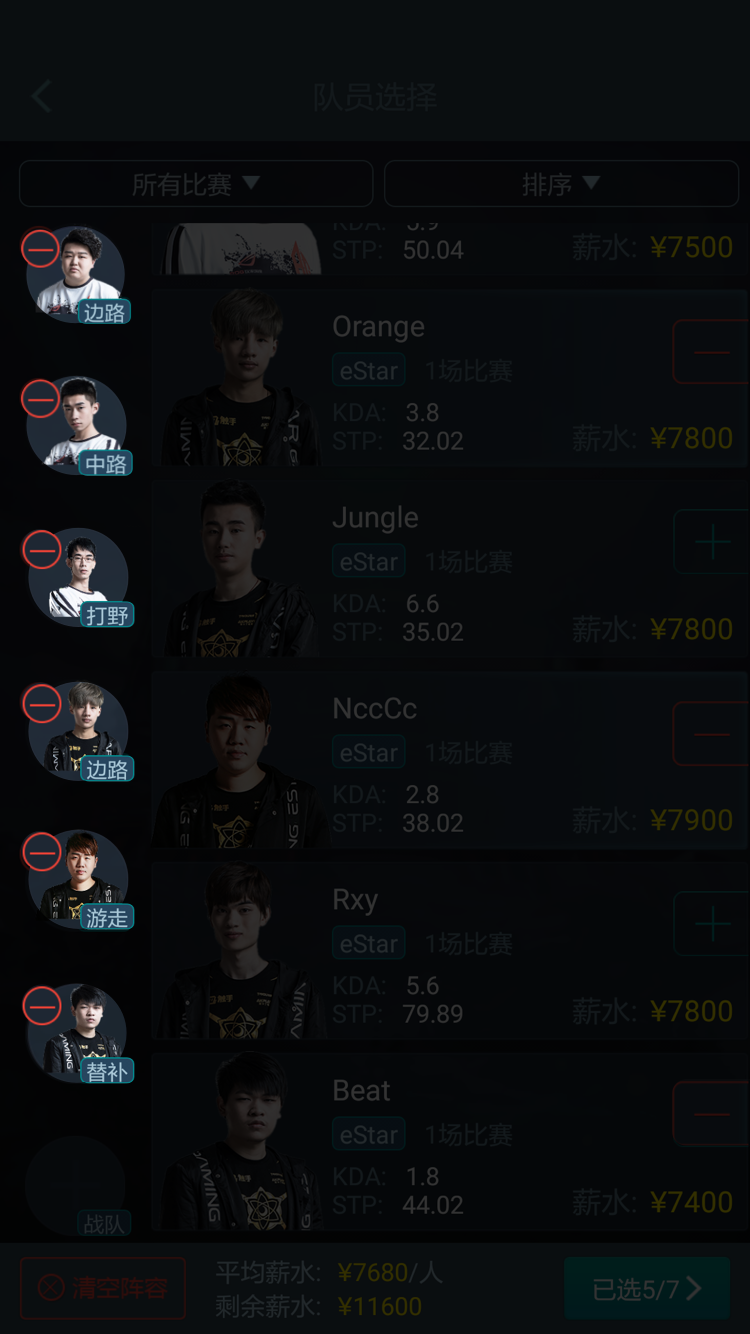 队员选择
所有比赛 排序
KDA: 5.9
STP: 50.04
薪水: ¥7500
边路
Orange
eStar 1场比赛
KDA: 3.8
STP: 32.02
薪水: ¥7800
中路
Jungle
eStar 1场比赛
KDA: 6.6
STP: 35.02
薪水: ¥7800
打野
NccCc
eStar 1场比赛
KDA: 2.8
STP: 38.02
薪水: ¥7900
边路
Rxy
eStar 1场比赛
KDA: 5.6
STP: 79.89
薪水: ¥7800
游走
Beat
eStar 1场比赛
KDA: 1.8
STP: 44.02
薪水: ¥7400
替补
战队
清空阵容
平均薪水: ¥7680/人
剩余薪水: ¥11600
已选5/7